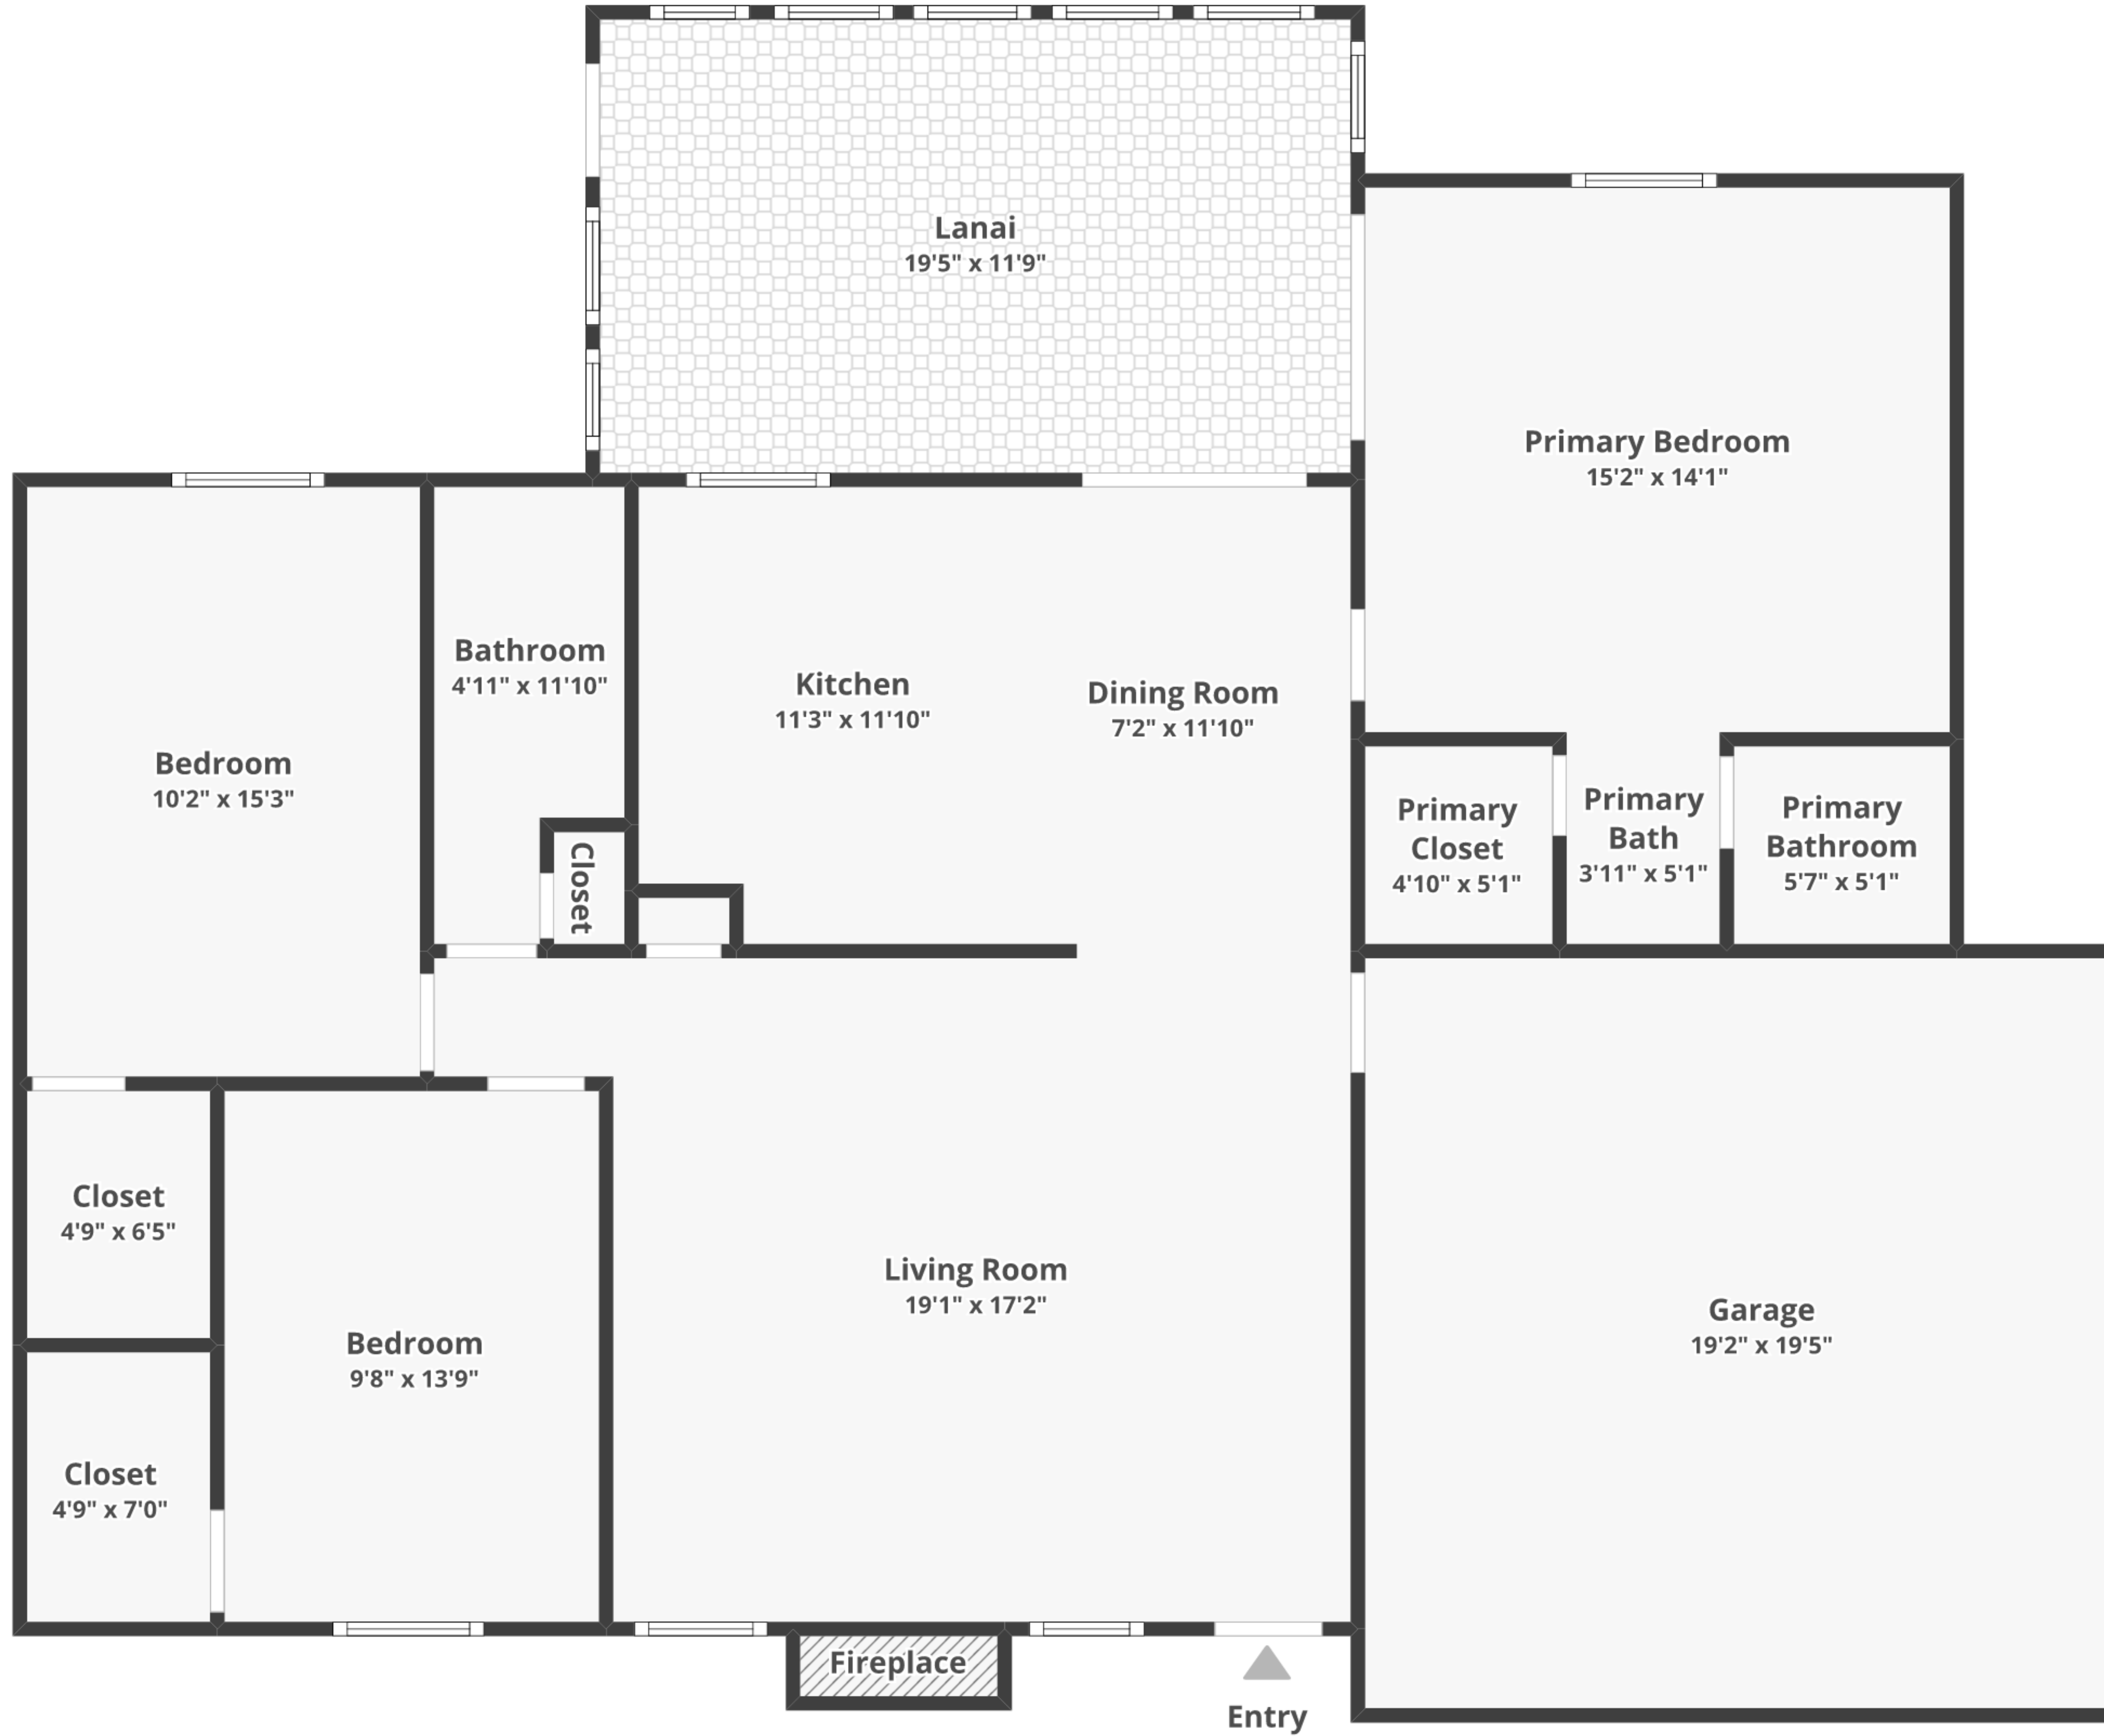 Lanai
19'5" x 11'9"
Primary Bedroom
15'2" x 14'1"
Bathroom
4'11" x 11'10"
Kitchen
11'3" x 11'10"
Dining Room
7'2" x 11'10"
Bedroom
10'2" x 15'3"
Closet
Primary
Closet
4'10" x 5'1"
Primary
Bath
3'11" x 5'1"
Primary
Bathroom
5'7" x 5'1"
Closet
4'9" x 6'5"
Bedroom
9'8" x 13'9"
Living Room
19'1" x 17'2"
Garage
19'2" x 19'5"
Closet
4'9" x 7'0"
Fireplace
Entry